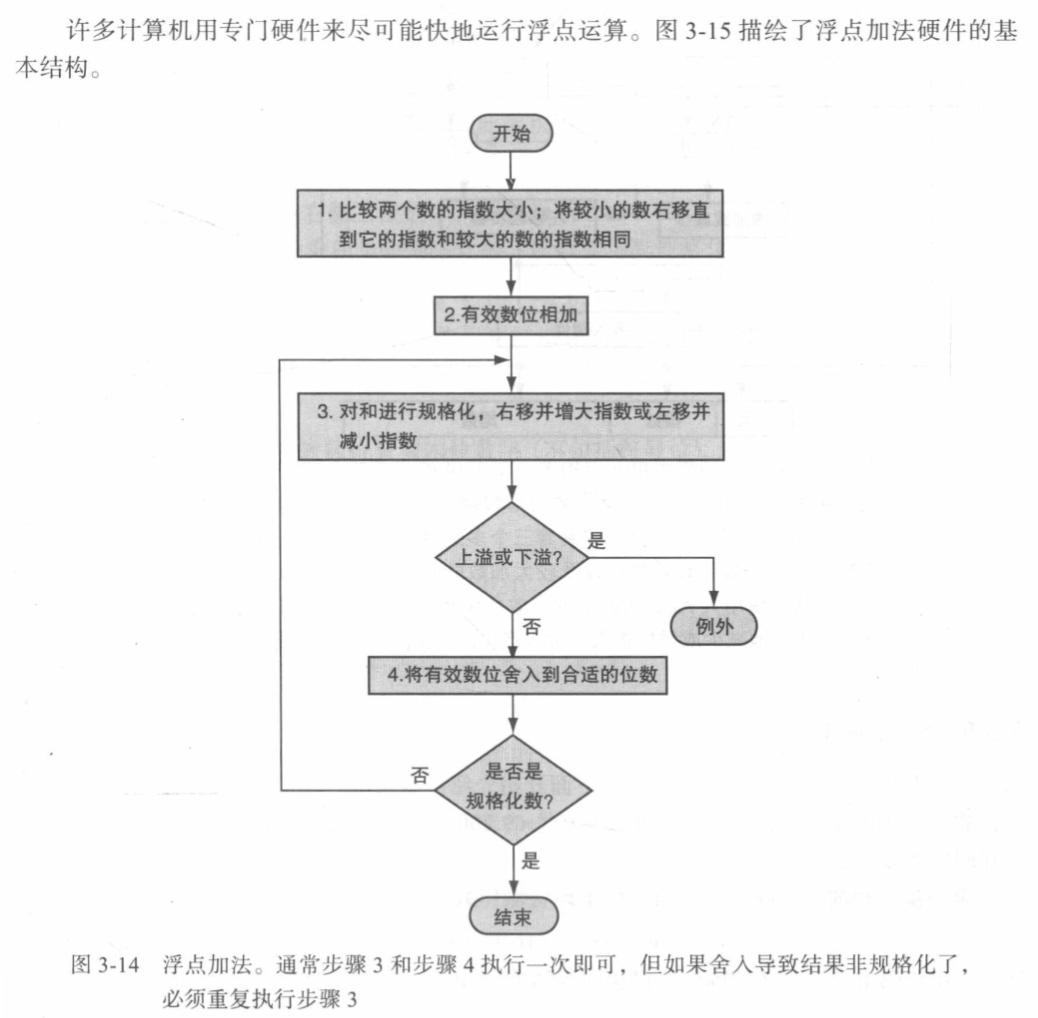 许多计算机用专门硬件来尽可能快地运行浮点运算。图 3-15 描绘了浮点加法硬件的基
本结构。
开始
1. 比较两个数的指数大小；将较小的数右移直
到它的指数和较大的数的指数相同
2.有效数位相加
3. 对和进行规格化，右移并增大指数或左移并
减小指数
上溢或下溢?
是
例外
否
4.将有效数位舍入到合适的位数
否
是否是
规格化数?
是
结束
图 3-14 浮点加法。通常步骤 3 和步骤 4 执行一次即可，但如果舍入导致结果非规格化了，
必须重复执行步骤 3